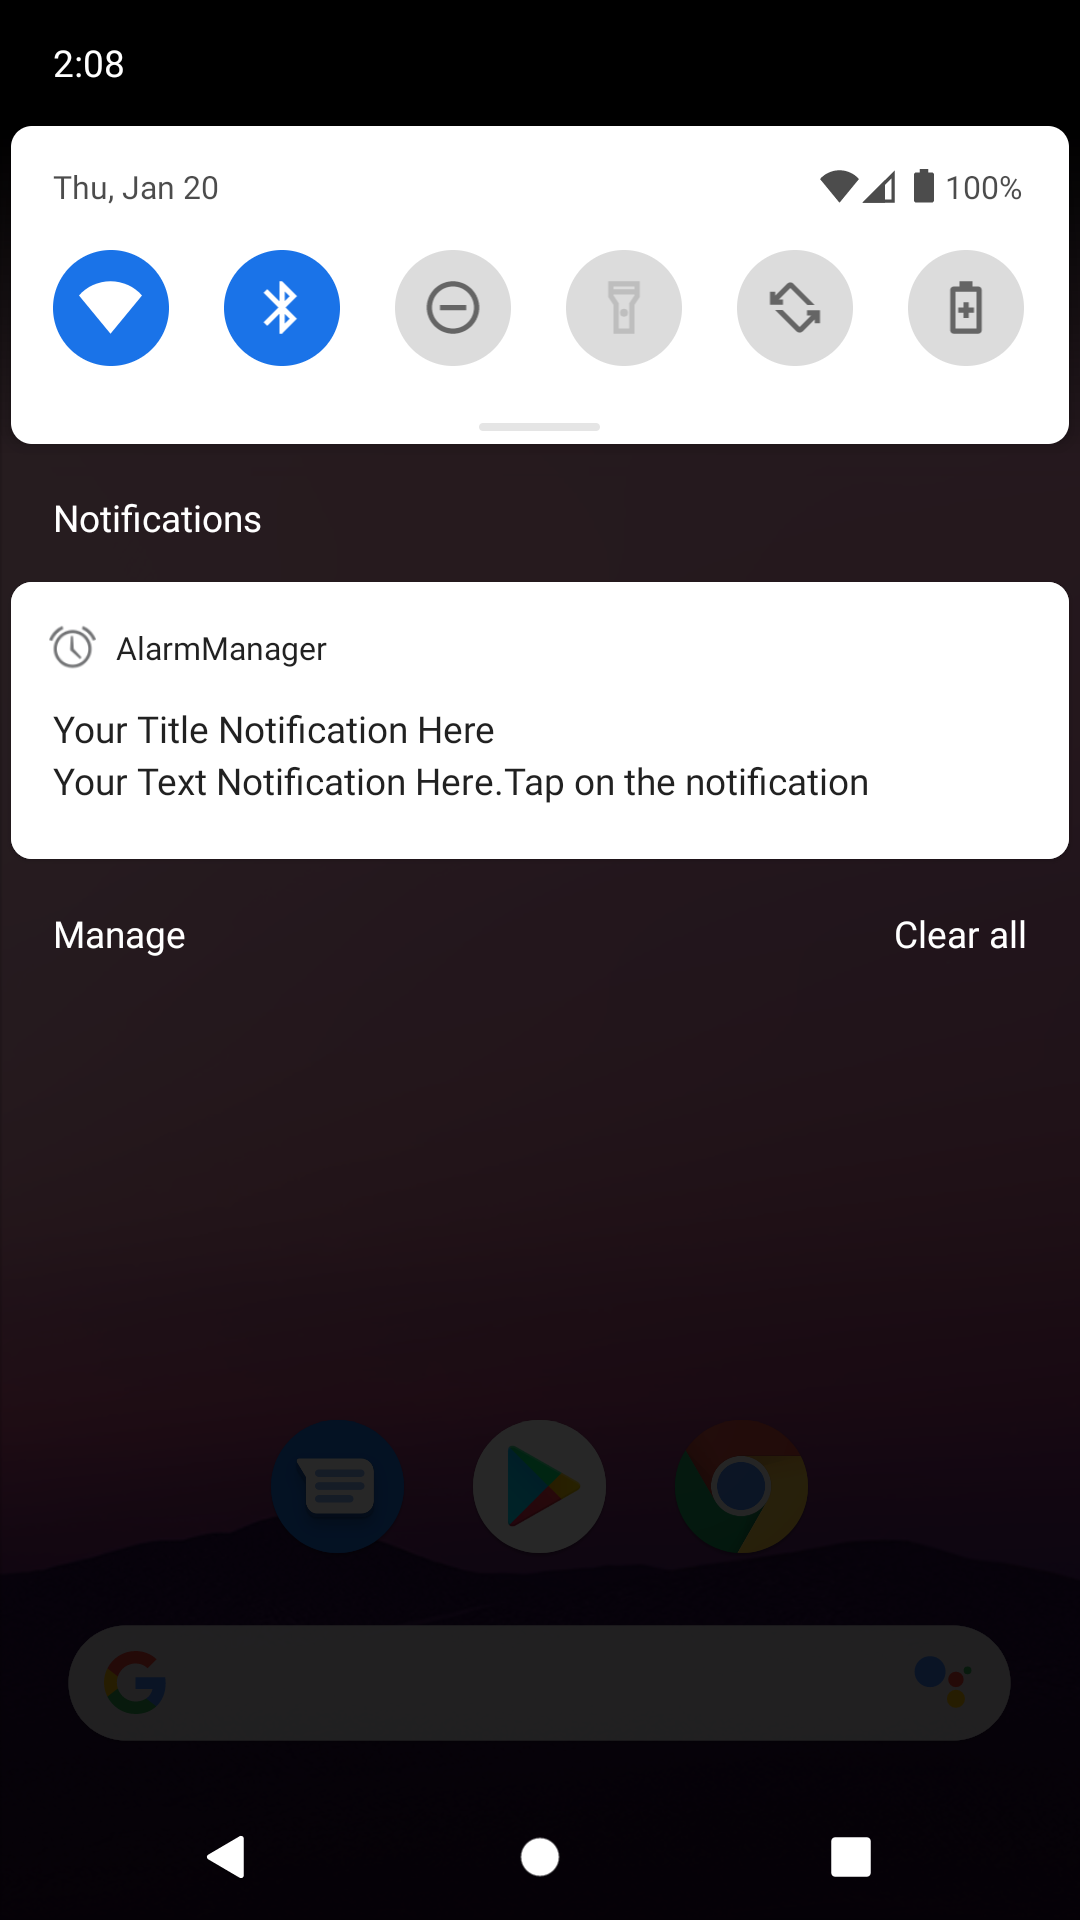 2:08
Thu, Jan 20
100%
Notifications
AlarmManager
Your Title Notification Here
Your Text Notification Here.Tap on the notification
Manage
Clear all